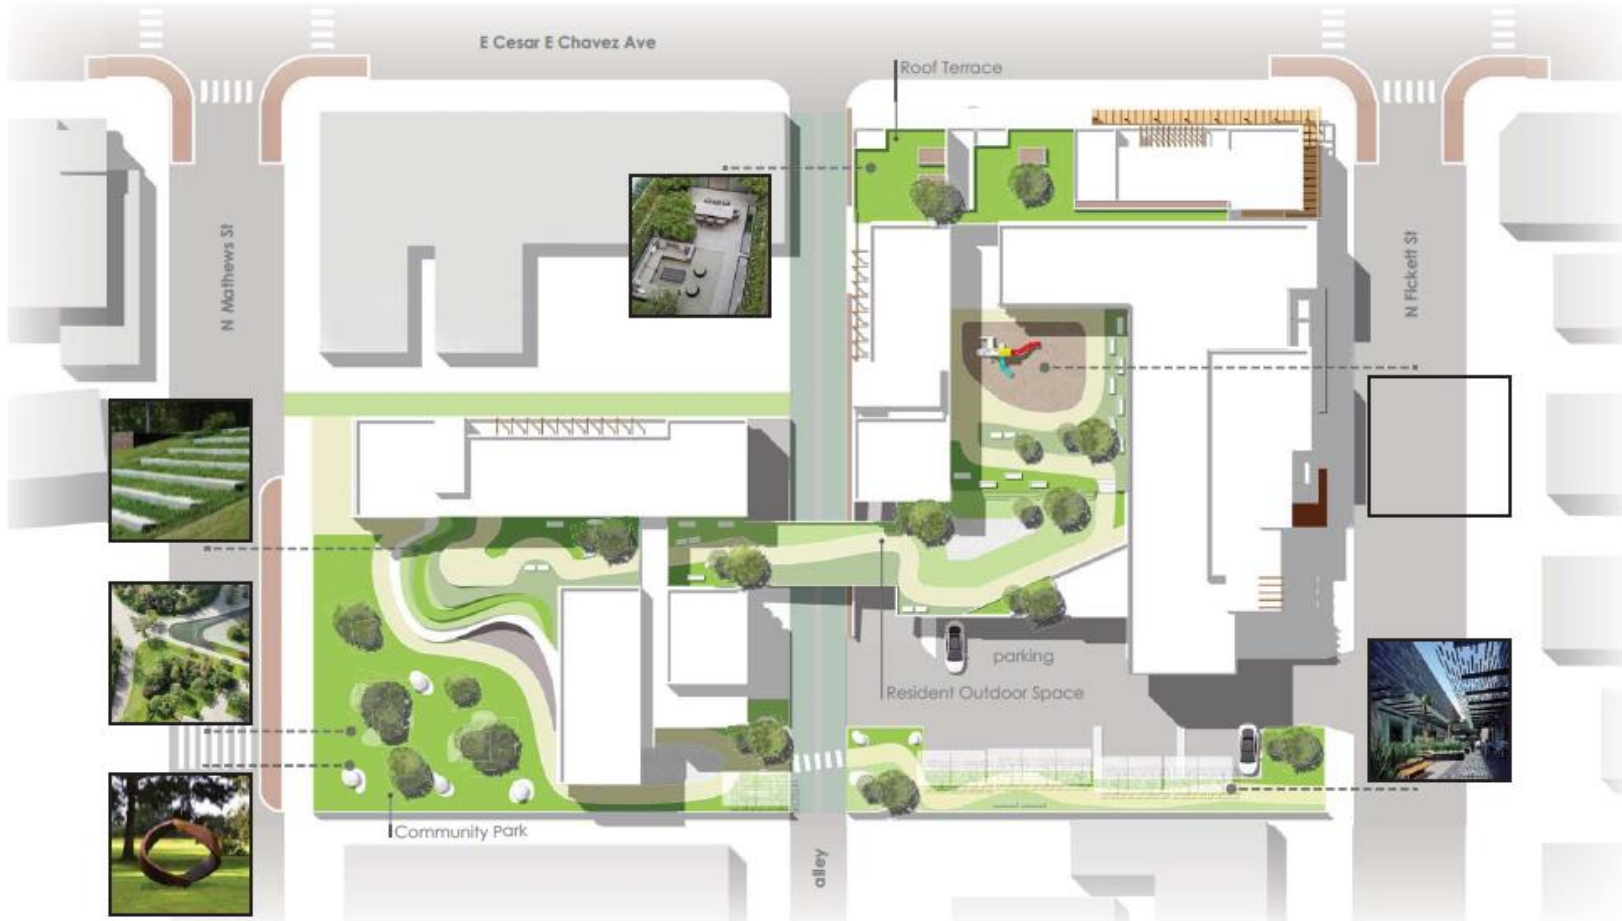 E Cesar E Chavez Ave
Roof Terrace
N Mathews St
N Fickett St
parking
Resident Outdoor Space
Community Park
alley